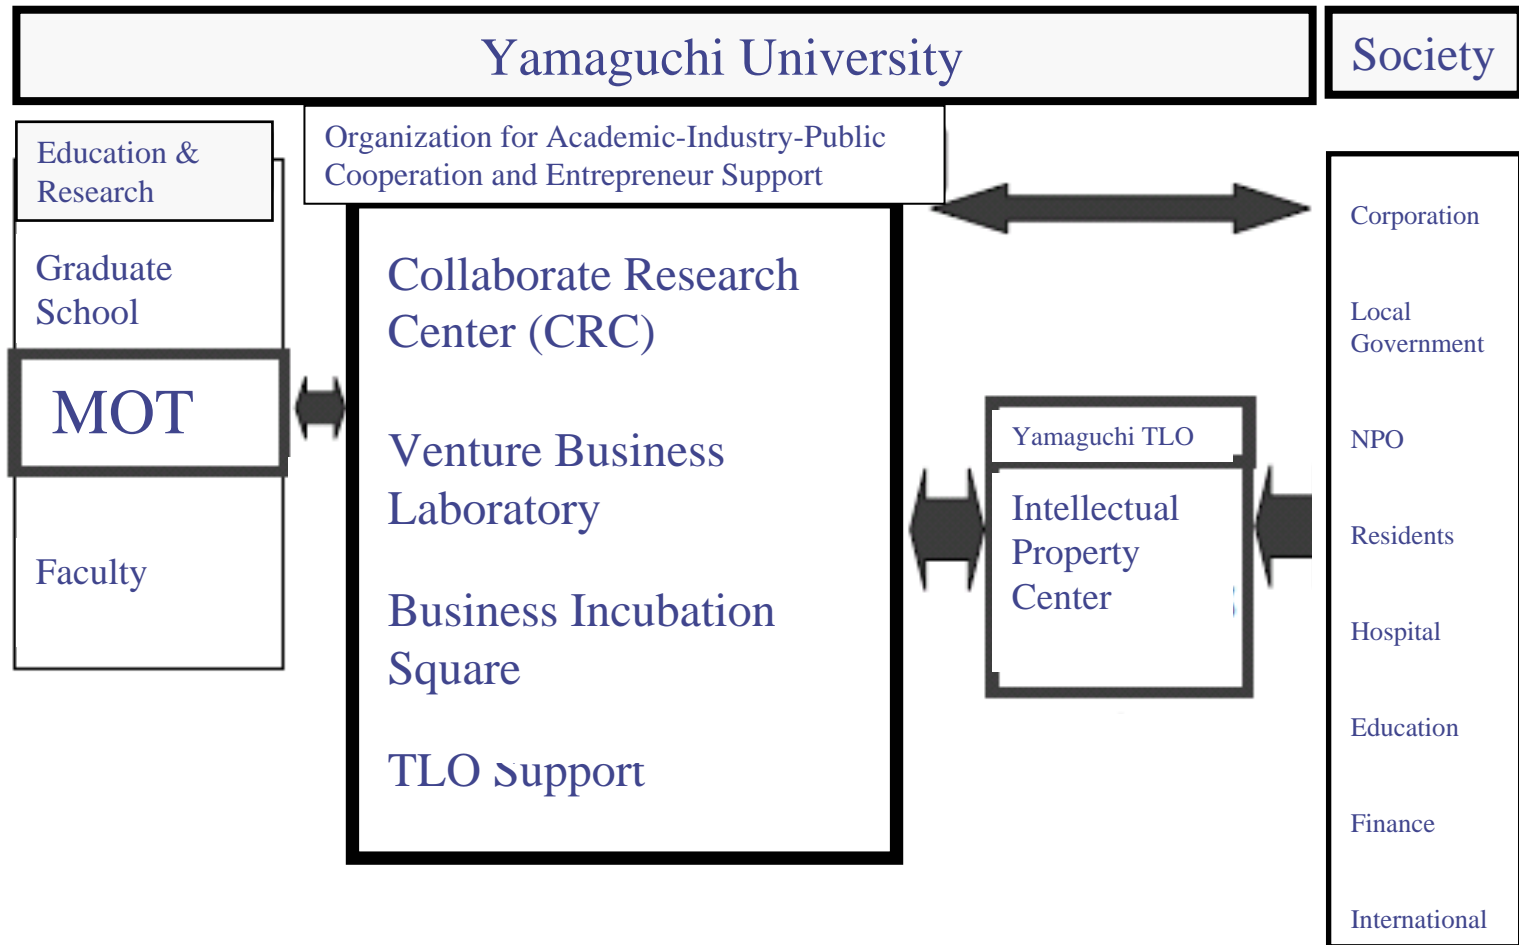 Yamaguchi University
Society
Education &
Research
Graduate
School
MOT
Faculty
Organization for Academic-Industry-Public
Cooperation and Entrepreneur Support
Collaborate Research
Center (CRC)
Venture Business
Laboratory
Business Incubation
Square
TLO Support
Yamaguchi TLO
Intellectual
Property
Center
Corporation
Local
Government
NPO
Residents
Hospital
Education
Finance
International